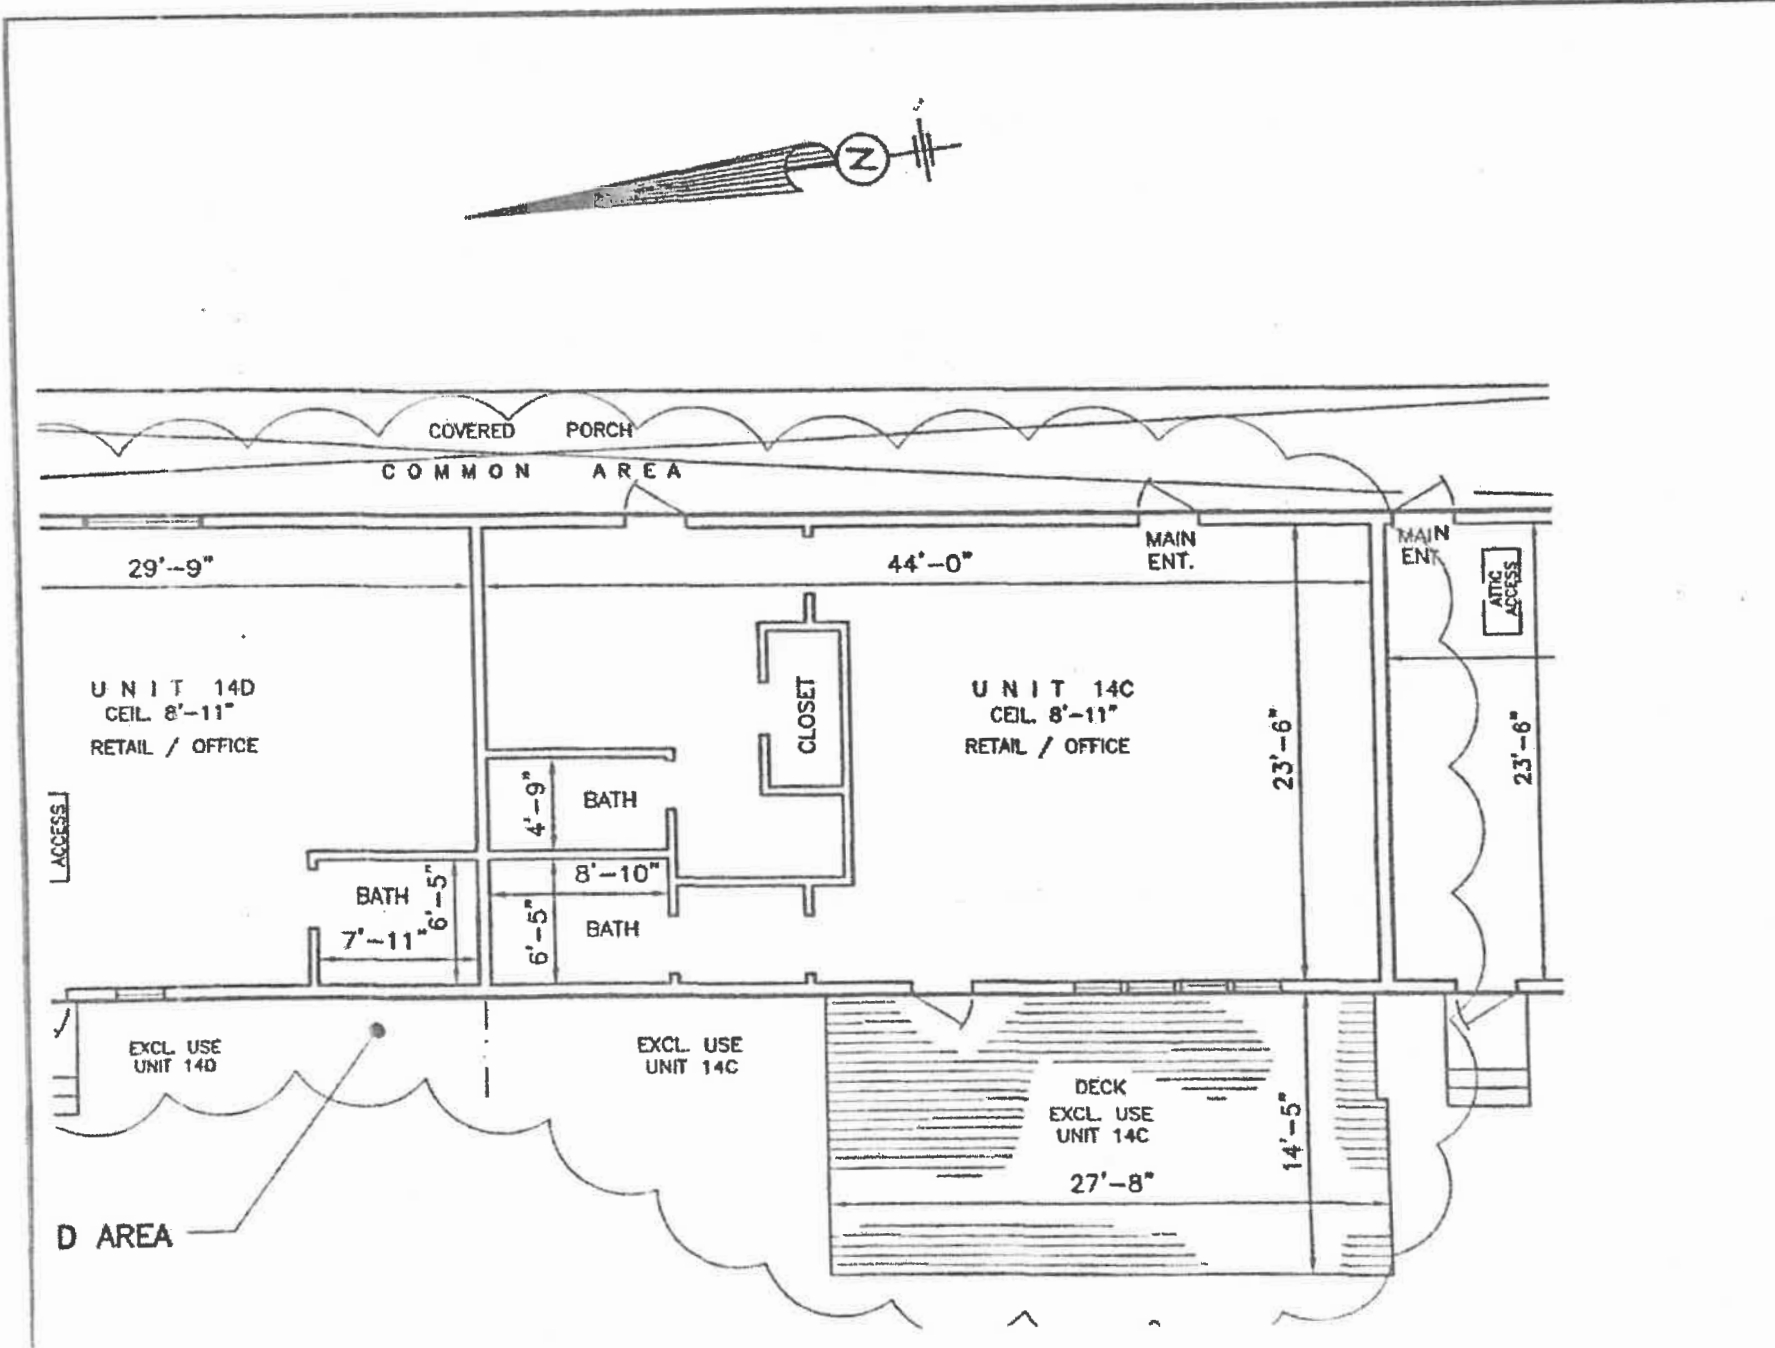 N
COVERED PORCH
COMMON AREA
MAIN
ENT.
MAIN
ENT.
29'-9"
44'-0"
ATTIC
ACCESS
UNIT 14D
CEIL. 8'-11"
RETAIL / OFFICE
CLOSET
UNIT 14C
CEIL. 8'-11"
RETAIL / OFFICE
23'-6"
23'-6"
ACCESS
4'-9"
BATH
8'-10"
BATH
6'-5"
7'-11"
6'-5"
BATH
EXCL. USE
UNIT 14D
EXCL. USE
UNIT 14C
DECK
EXCL. USE
UNIT 14C
14'-5"
27'-8"
D AREA